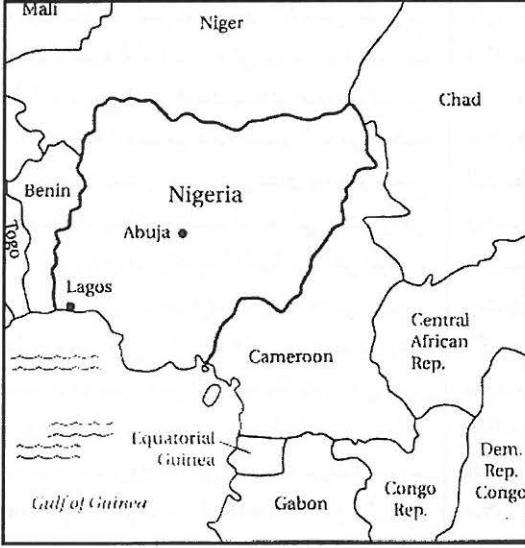 Mali
Niger
Chad
Benin
Nigeria
Togo
Abuja
Lagos
Central
African
Rep.
Cameroon
Equatorial
Guinea
Dem.
Rep.
Congo
Gulf of Guinea
Gabon
Congo
Rep.